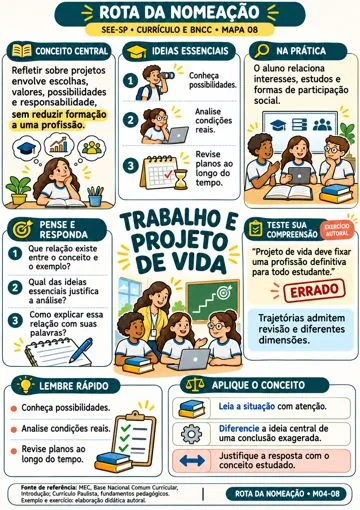 ROTA DA NOMEAÇÃO
SEE-SP • CURRÍCULO E BNCC • MAPA 08
CONCEITO CENTRAL
Refletir sobre projetos
envolve escolhas,
valores, possibilidades
e responsabilidade,
sem reduzir formação
a uma profissão.
IDEIAS ESSENCIAIS
1
Conheça
possibilidades.
2
Analise
condições
reais.
3
Revise
planos ao
longo do
tempo.
NA PRÁTICA
O aluno relaciona
interesses, estudos e
formas de participação
social.
PENSE E
RESPONDA
1
Que relação existe
entre o conceito e
o exemplo?
2
Qual das ideias
essenciais justifica
a análise?
3
Como explicar essa
relação com suas
palavras?
TRABALHO E
PROJETO
DE VIDA
TESTE SUA
COMPREENSÃO
EXERCÍCIO
AUTORAL
"Projeto de vida deve fixar
uma profissão definitiva
para todo estudante."
ERRADO
Trajetórias admitem
revisão e diferentes
dimensões.
LEMBRE RÁPIDO
Conheça possibilidades.
Analise condições reais.
Revise planos ao
longo do tempo.
APLIQUE O CONCEITO
Leia a situação com atenção.
Diferencie a ideia central de
uma conclusão exagerada.
Justifique a resposta com o
conceito estudado.
Fonte de referência: MEC, Base Nacional Comum Curricular,
Introdução; Currículo Paulista, fundamentos pedagógicos.
Exemplo e exercício: elaboração didática autoral.
ROTA DA NOMEAÇÃO | M04-08